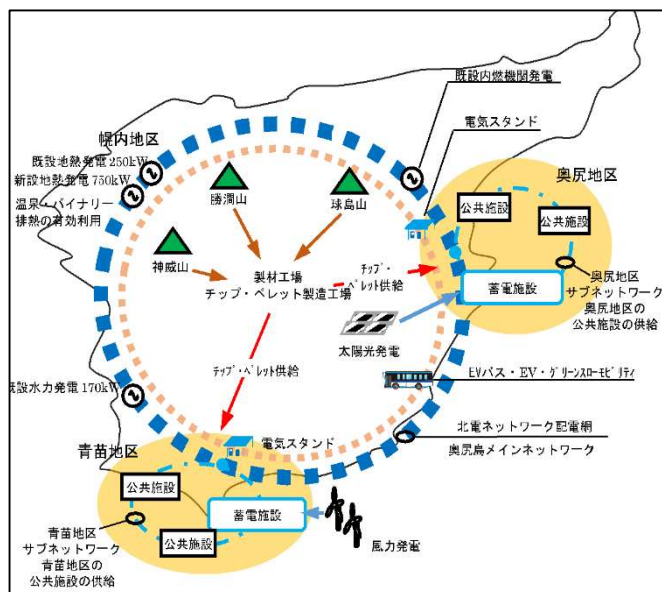 既設内燃機関発電
電気スタンド
幌内地区
既設地熱発電 250kW
新設地熱発電 750kW
温泉・バイナリー
排熱の有効利用
勝澗山
球島山
神威山
奥尻地区
公共施設
公共施設
製材工場
チップ・ペレット製造工場
チップ・
ペレット供給
蓄電施設
奥尻地区
サブネットワーク
奥尻地区の
公共施設の供給
太陽光発電
EVバス・EV・グリーンスローモビリティ
チップ・ペレット供給
既設水力発電 170kW
北電ネットワーク配電網
奥尻島メインネットワーク
青苗地区
電気スタンド
公共施設
蓄電施設
公共施設
風力発電
青苗地区
サブネットワーク
青苗地区の
公共施設の供給